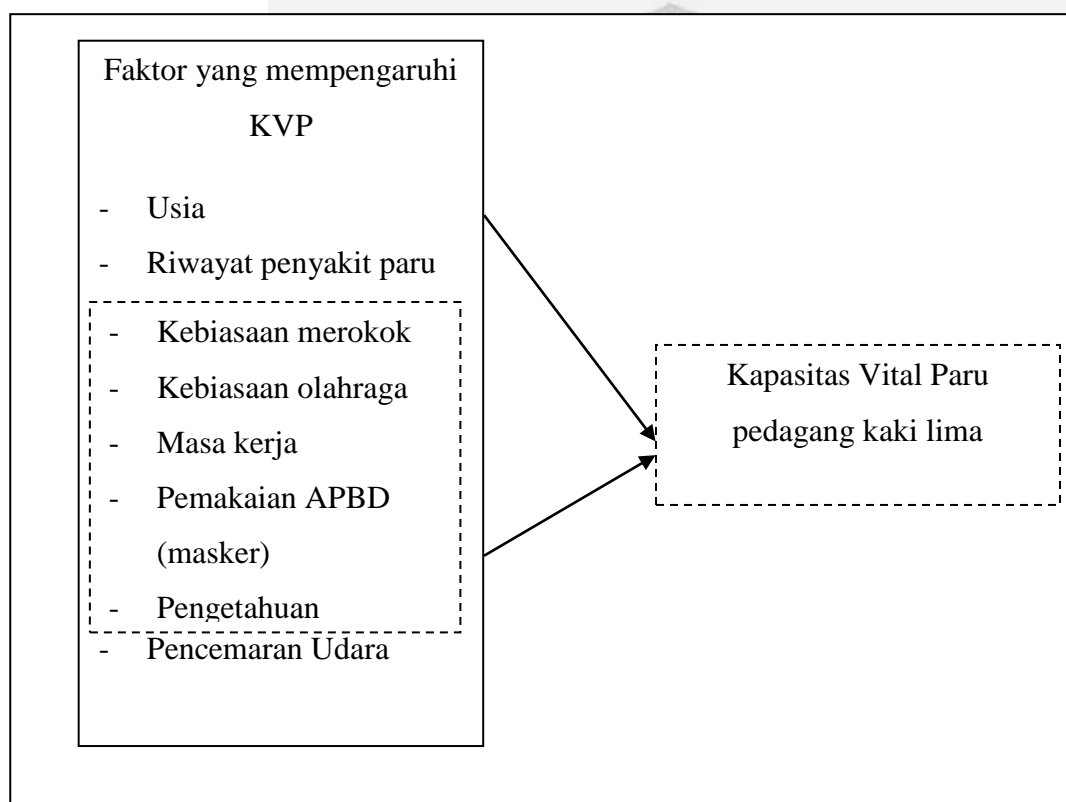 Faktor yang mempengaruhi
KVP
- Usia
- Riwayat penyakit paru
- Kebiasaan merokok
- Kebiasaan olahraga
- Masa kerja
- Pemakaian APBD
(masker)
- Pengetahuan
- Pencemaran Udara
Kapasitas Vital Paru
pedagang kaki lima